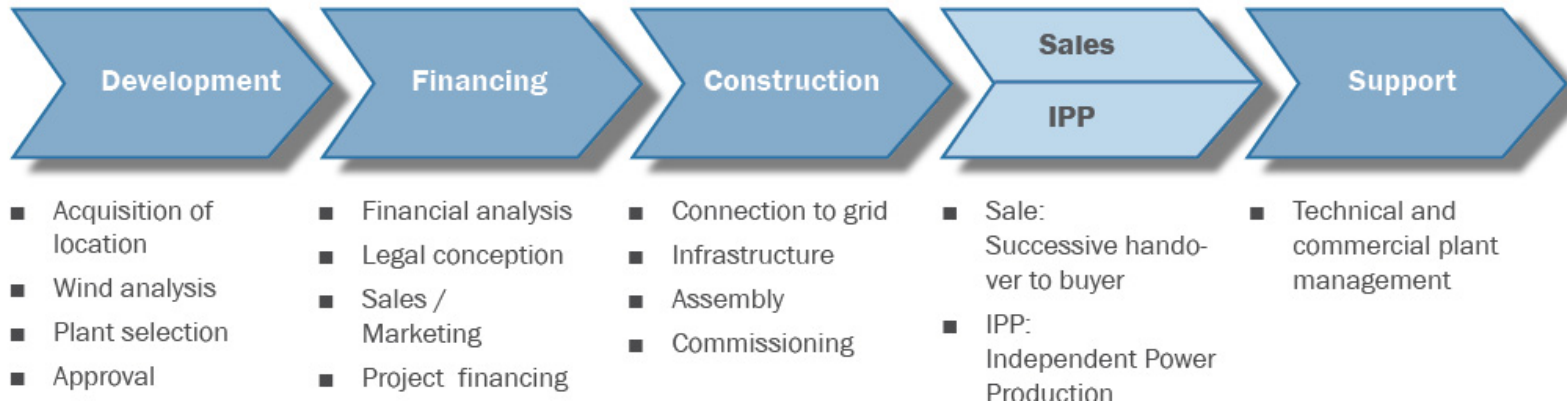 Development
Financing
Construction
Sales
IPP
Support
■ Acquisition of
location
■ Wind analysis
■ Plant selection
■ Approval
■ Financial analysis
■ Legal conception
■ Sales /
Marketing
■ Project financing
■ Connection to grid
■ Infrastructure
■ Assembly
■ Commissioning
■ Sale:
Successive hando-
ver to buyer
■ IPP:
Independent Power
Production
■ Technical and
commercial plant
management